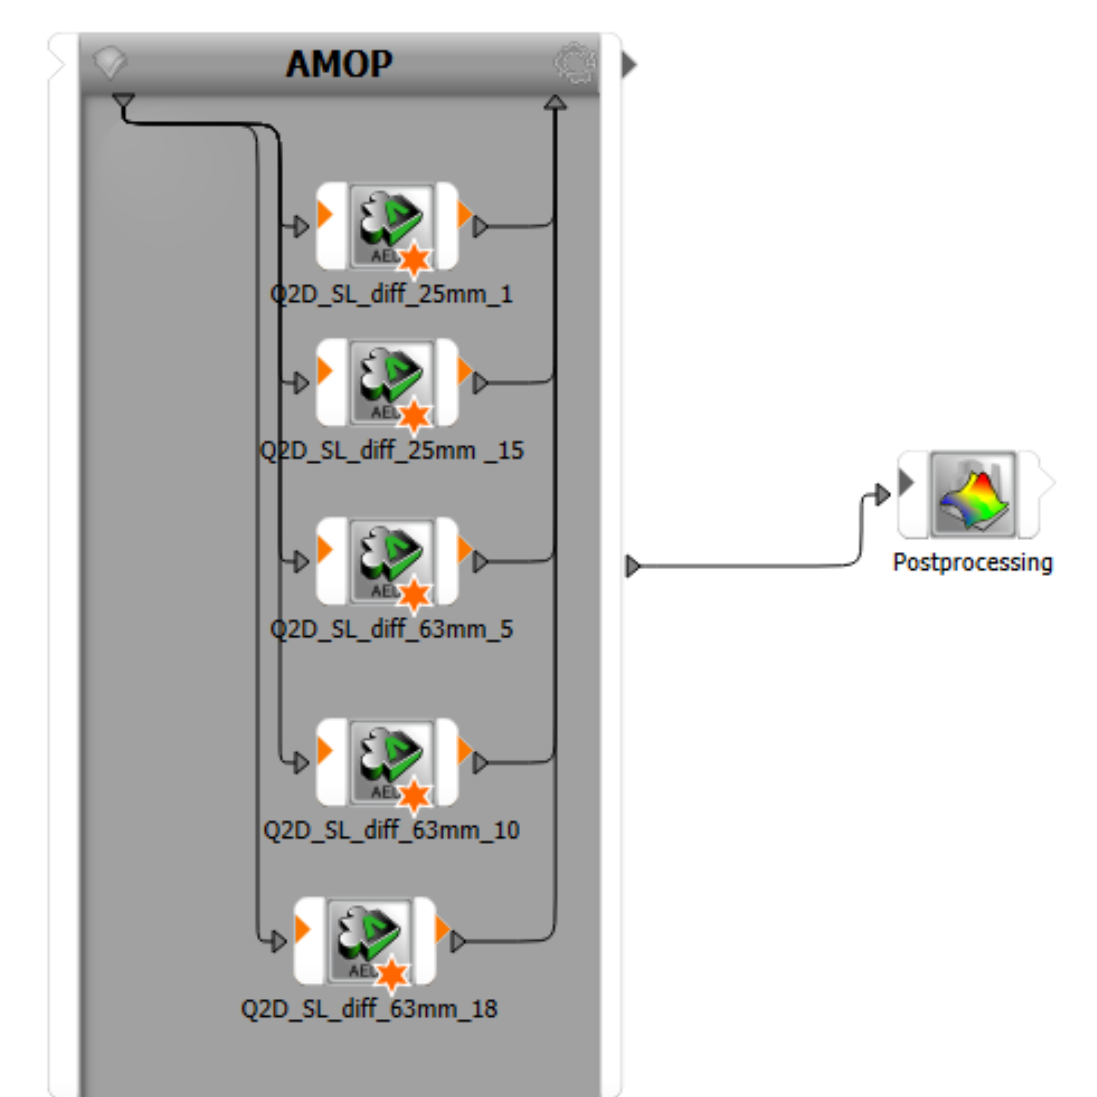 AMOP
Q2D_SL_diff_25mm_1
Q2D_SL_diff_25mm _15
Q2D_SL_diff_63mm_5
Q2D_SL_diff_63mm_10
Q2D_SL_diff_63mm_18
Postprocessing